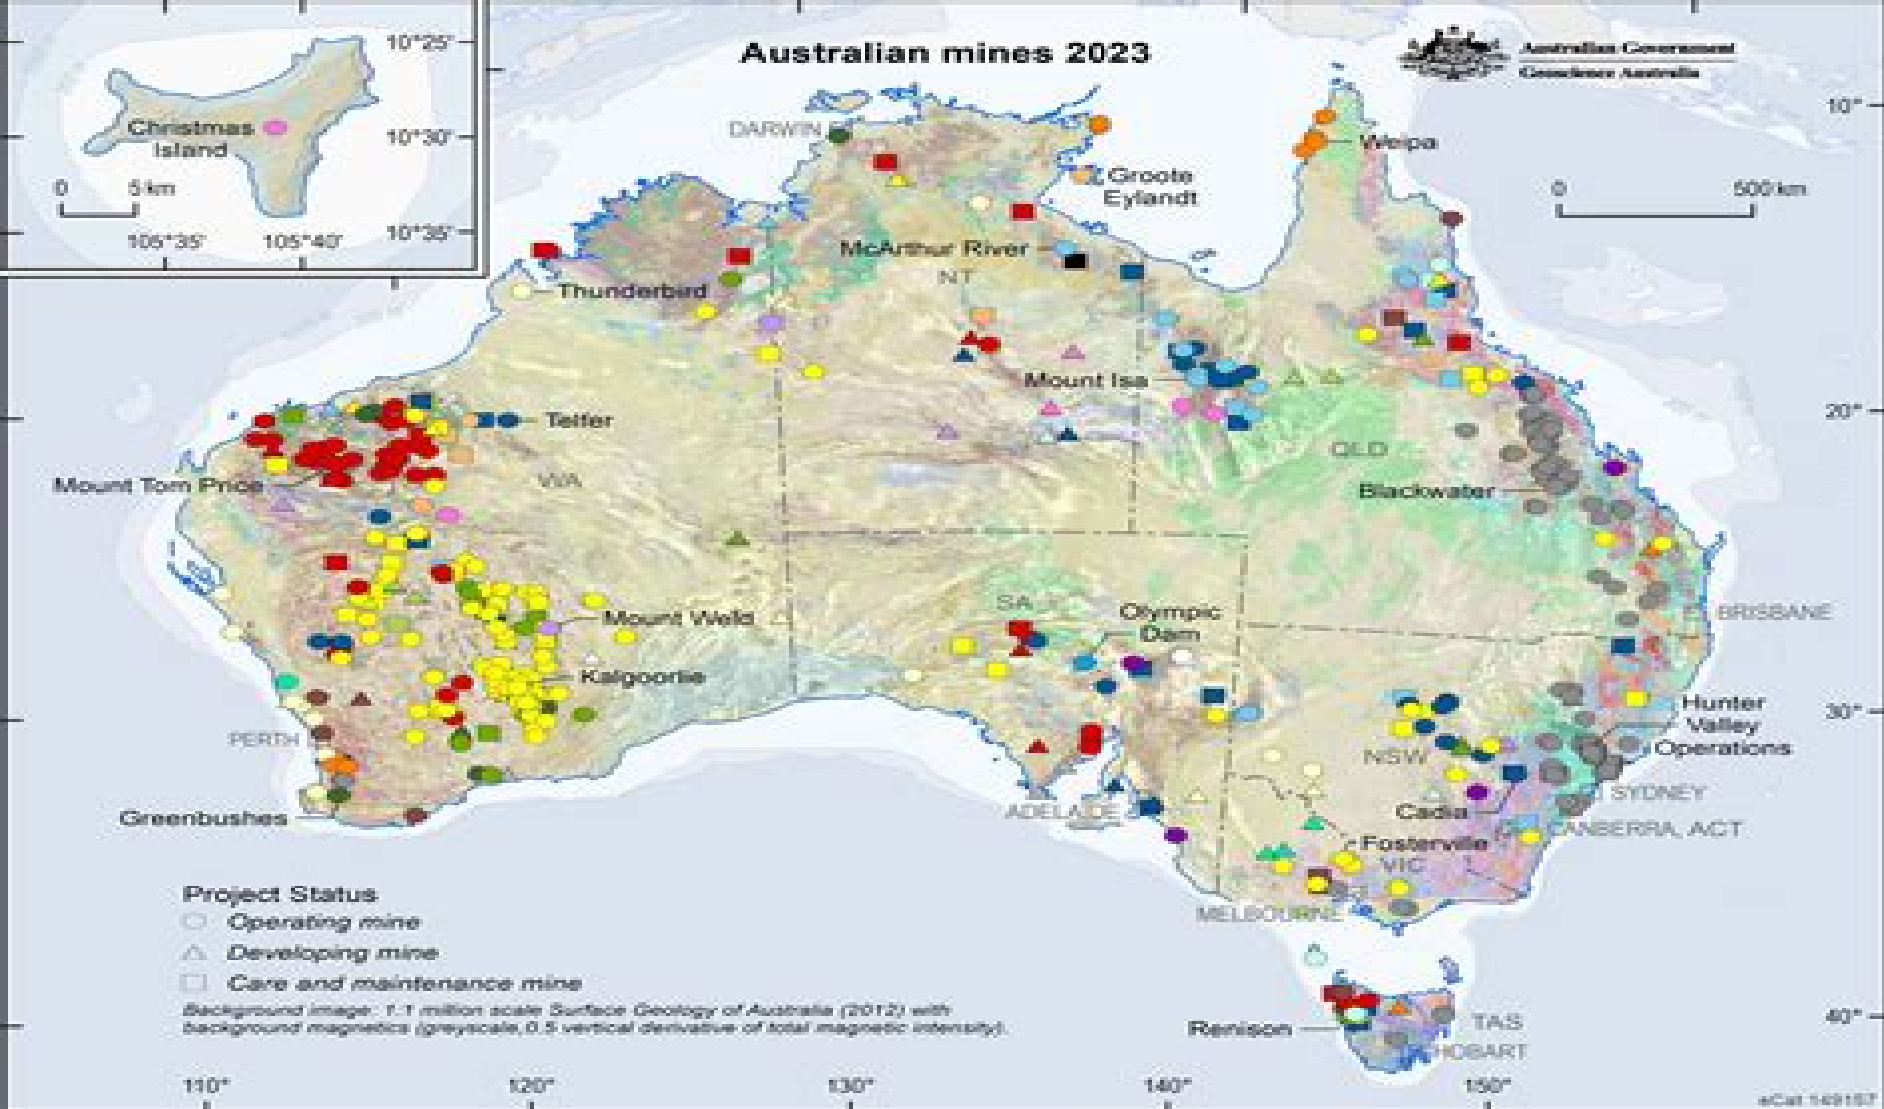 Australian mines 2023
Australian Government
Geoscience Australia
10°25'
10°30'
10°35'
105°35'
105°40'
Christmas
Island
0 5 km
10°
20°
30°
40°
0 500 km
DARWIN
Weipa
Groote
Eylandt
McArthur River
NT
Thunderbird
Mount Isa
Telfer
WA
Mount Tom Price
QLD
Blackwater
SA
Olympic
Dam
BRISBANE
Mount Weld
Kalgoorlie
PERTH
Hunter
Valley
Operations
NSW
SYDNEY
Cadia
Greenbushes
ADELAIDE
CANBERRA, ACT
Fosterville
VIC
MELBOURNE
Renison
TAS
HOBART
Project Status
Operating mine
Developing mine
Care and maintenance mine
Background image: 1:1 million scale Surface Geology of Australia (2012) with
background magnetics (greyscale,0.5 vertical derivative of total magnetic intensity).
110°
120°
130°
140°
150°
eCat 149157